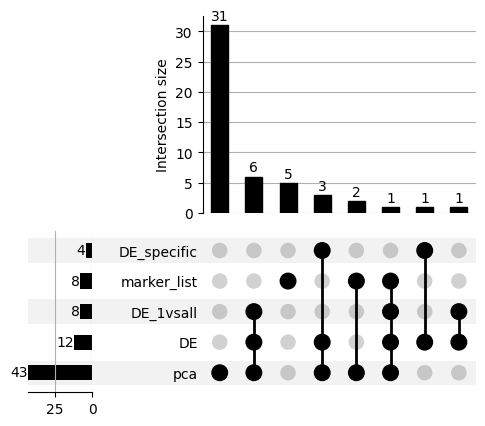 31
30
25
20
15
10
5
0
Intersection size
6
5
3
2
1
1
1
4 DE_specific
8 marker_list
8 DE_1vsall
12 DE
43 pca
25 0